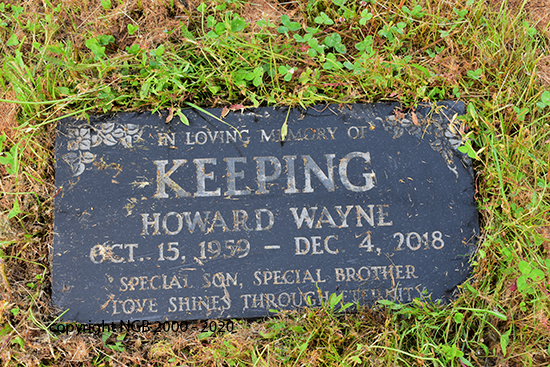 IN LOVING MEMORY OF
KEEPING
HOWARD WAYNE
OCT. 15, 1959 – DEC 4, 2018
SPECIAL SON, SPECIAL BROTHER
LOVE SHINES THROUGH ETERNITY
copyright NGB 2000 - 2020